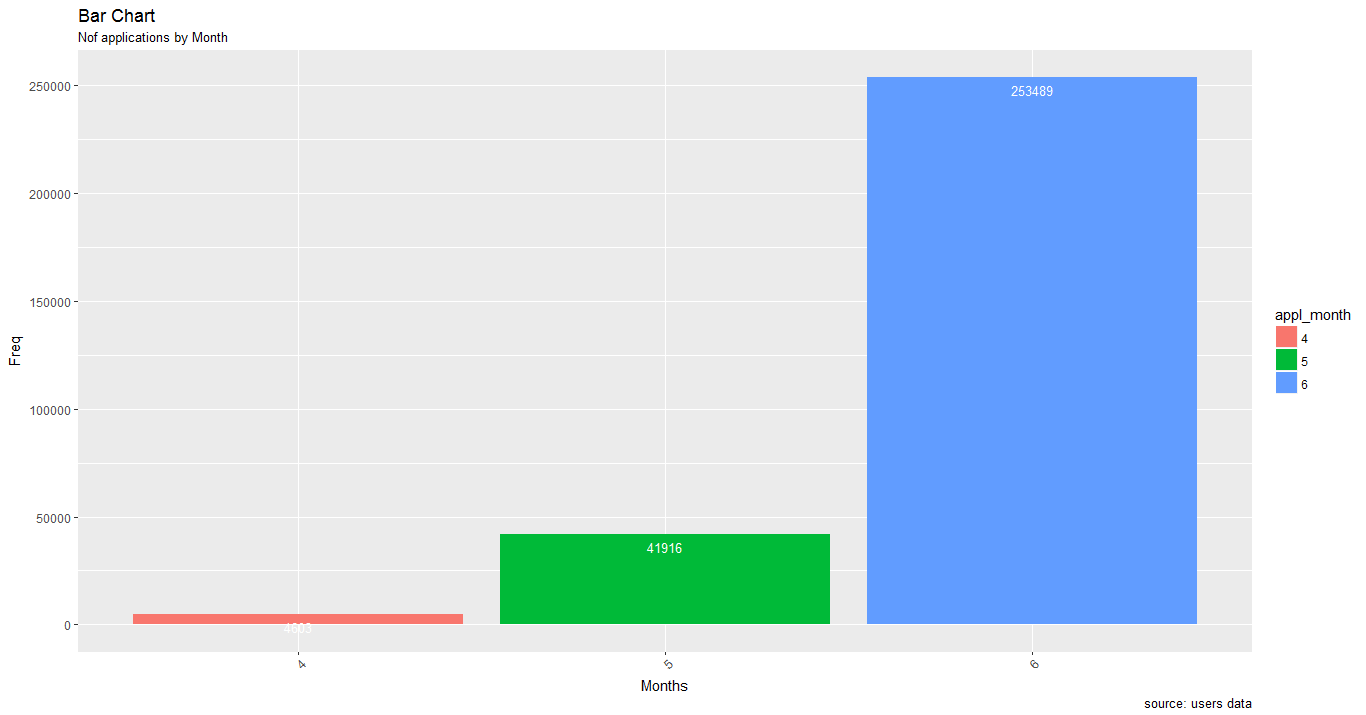 Bar Chart
Nof applications by Month
250000
200000
150000
100000
50000
0
Freq
253489
41916
4603
4
5
6
Months
appl_month
4
5
6
source: users data